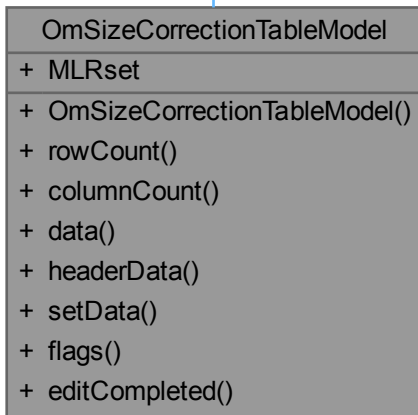 OmSizeCorrectionTableModel
+ MLRset
+ OmSizeCorrectionTableModel()
+ rowCount()
+ columnCount()
+ data()
+ headerData()
+ setData()
+ flags()
+ editCompleted()